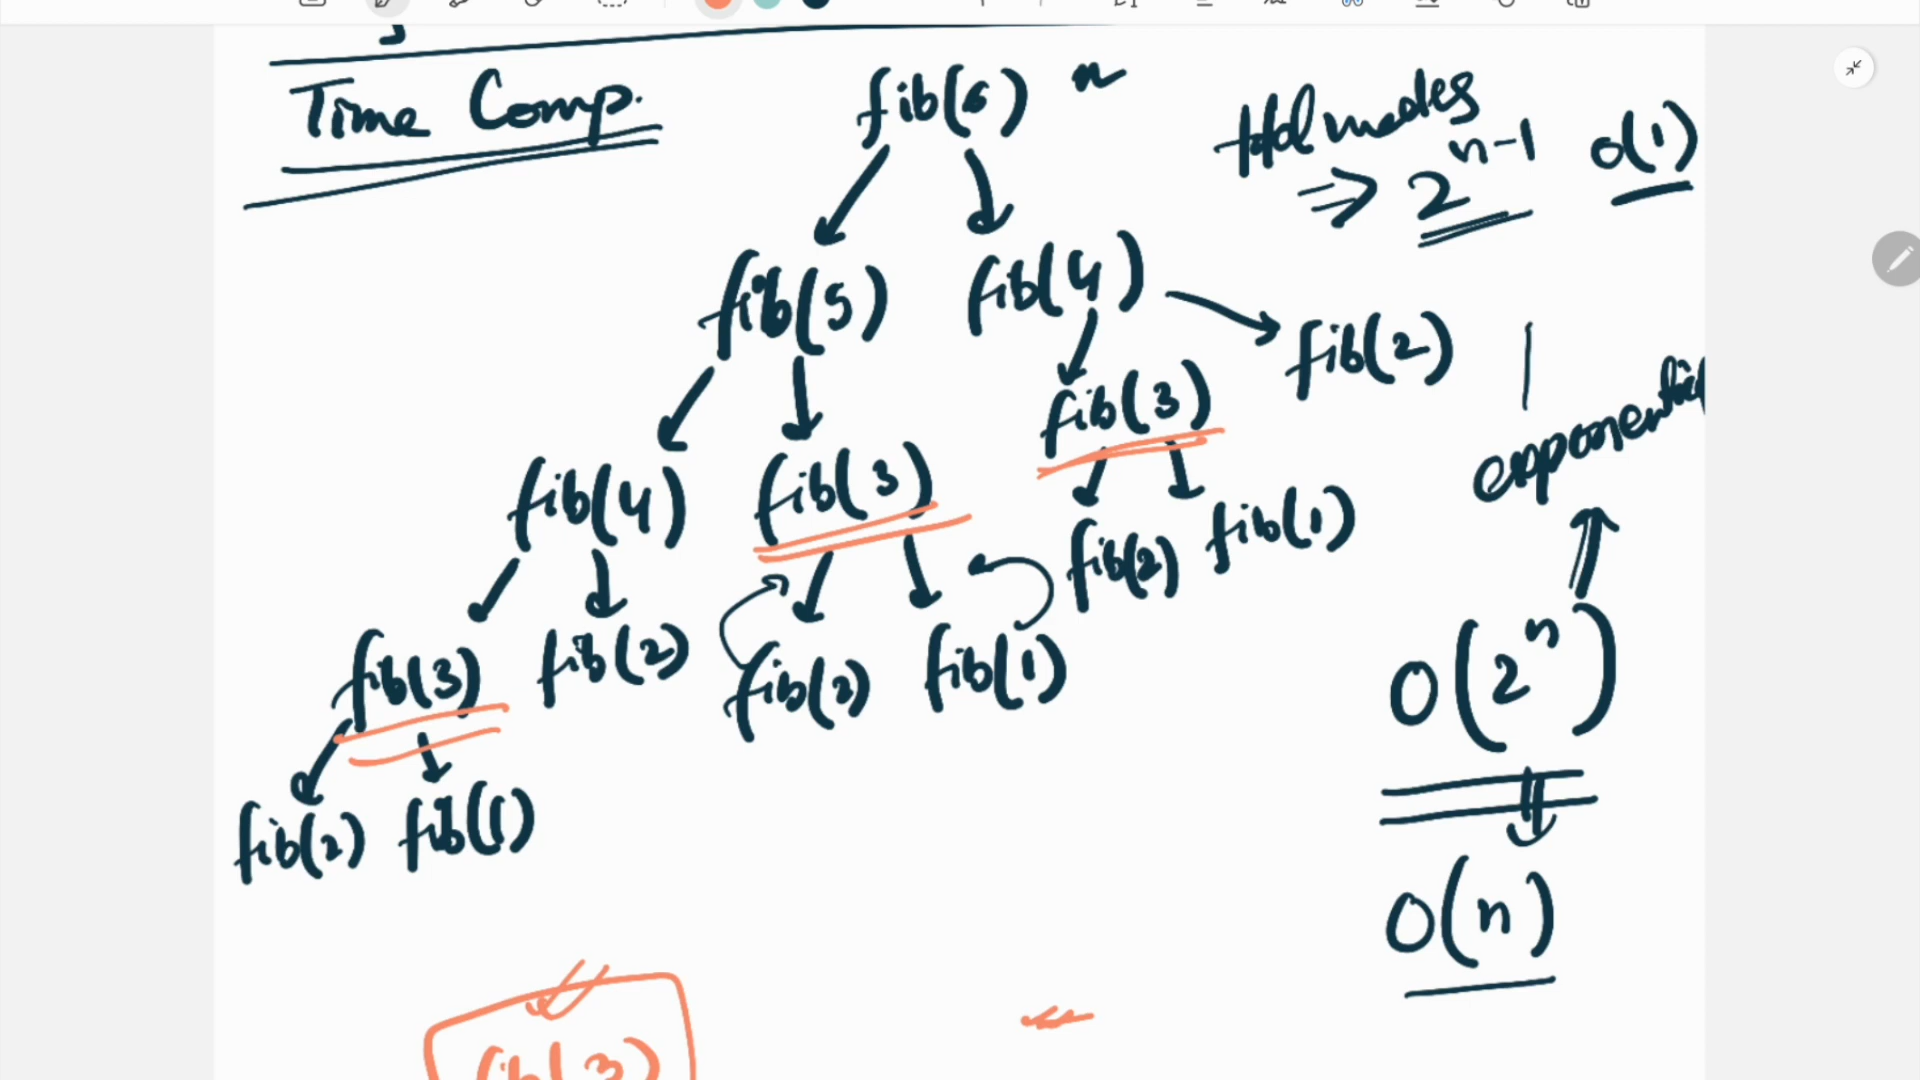 Time Comp.
fib(6) n
Total nodes
⇒ 2^n-1 O(1)
fib(5) fib(4)
fib(2)
fib(3)
exponential
fib(4) fib(3)
fib(2) fib(1)
fib(3) fib(2) fib(2) fib(1)
O(2^n)
fib(2) fib(1)
O(n)
fib(3)